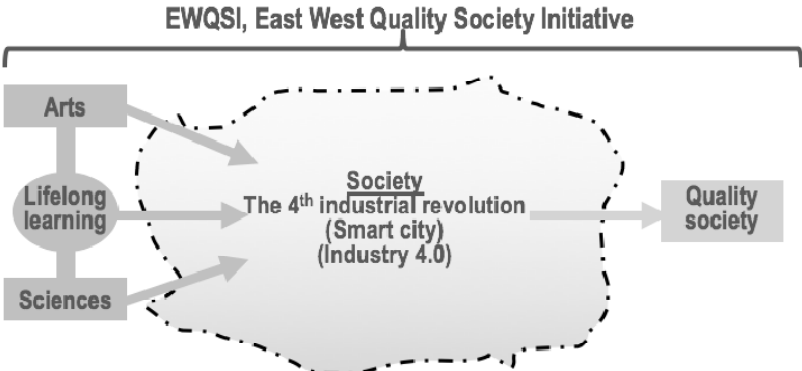 EWQSI, East West Quality Society Initiative
Arts
Lifelong
learning
Sciences
Society
The 4th industrial revolution
(Smart city)
(Industry 4.0)
Quality
society